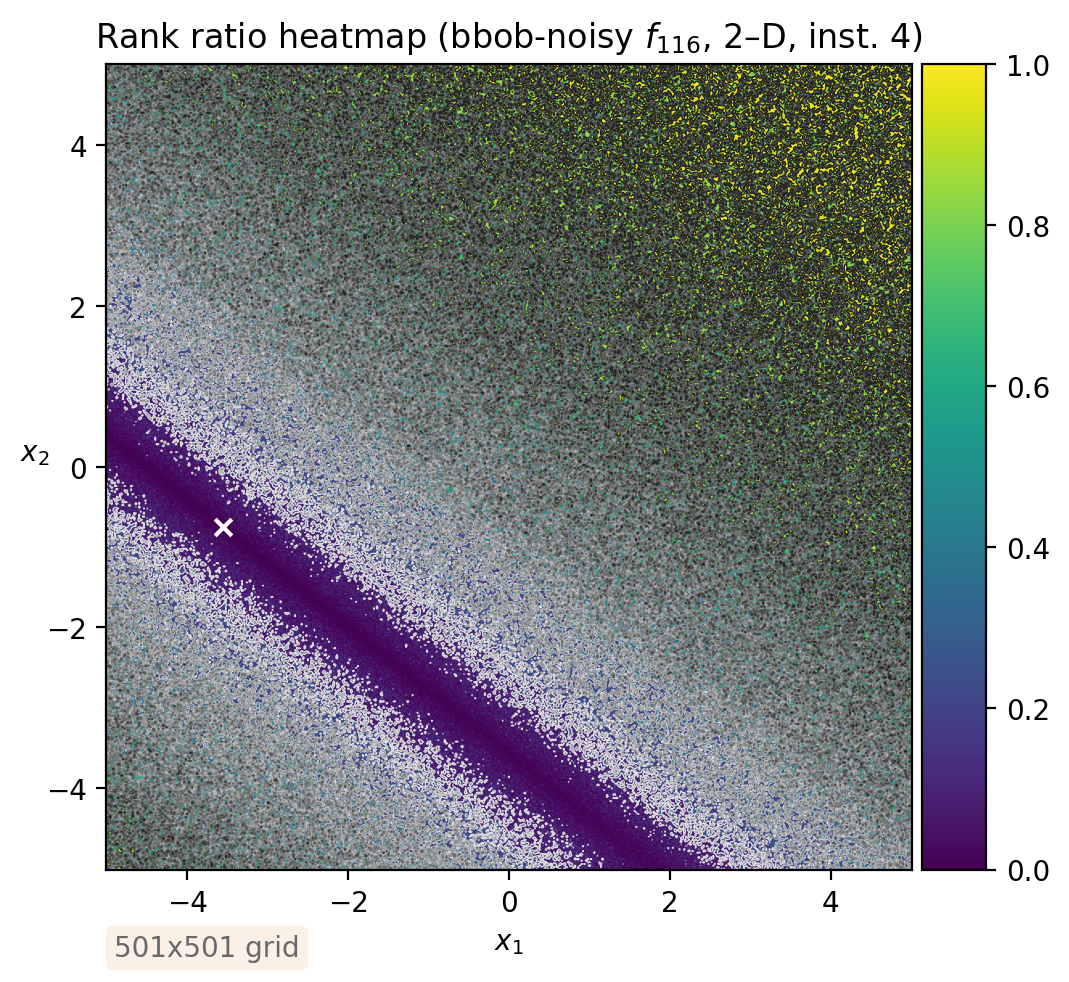 Rank ratio heatmap (bbob-noisy f₁₁₆, 2–D, inst. 4)
1.0
0.8
0.6
0.4
0.2
0.0
4
2
0
−2
−4
x₂
−4 −2 0 2 4
x₁
501x501 grid